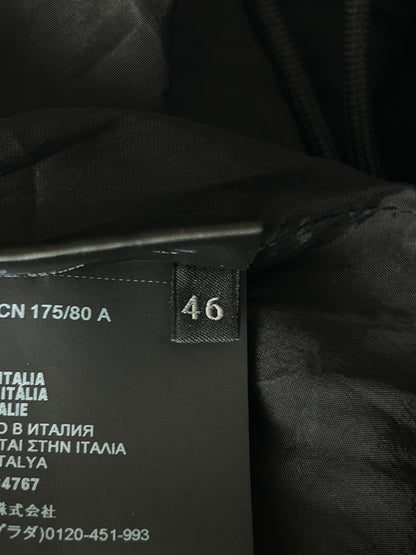 CN 175/80 A
46
ITALIA
ITÁLIA
ALIE
O В ИТАЛИЯ
ΤΑΙ ΣΤΗΝ ΙΤΑΛΙΑ
TALYA
4767
株式会社
プラダ)0120-451-993